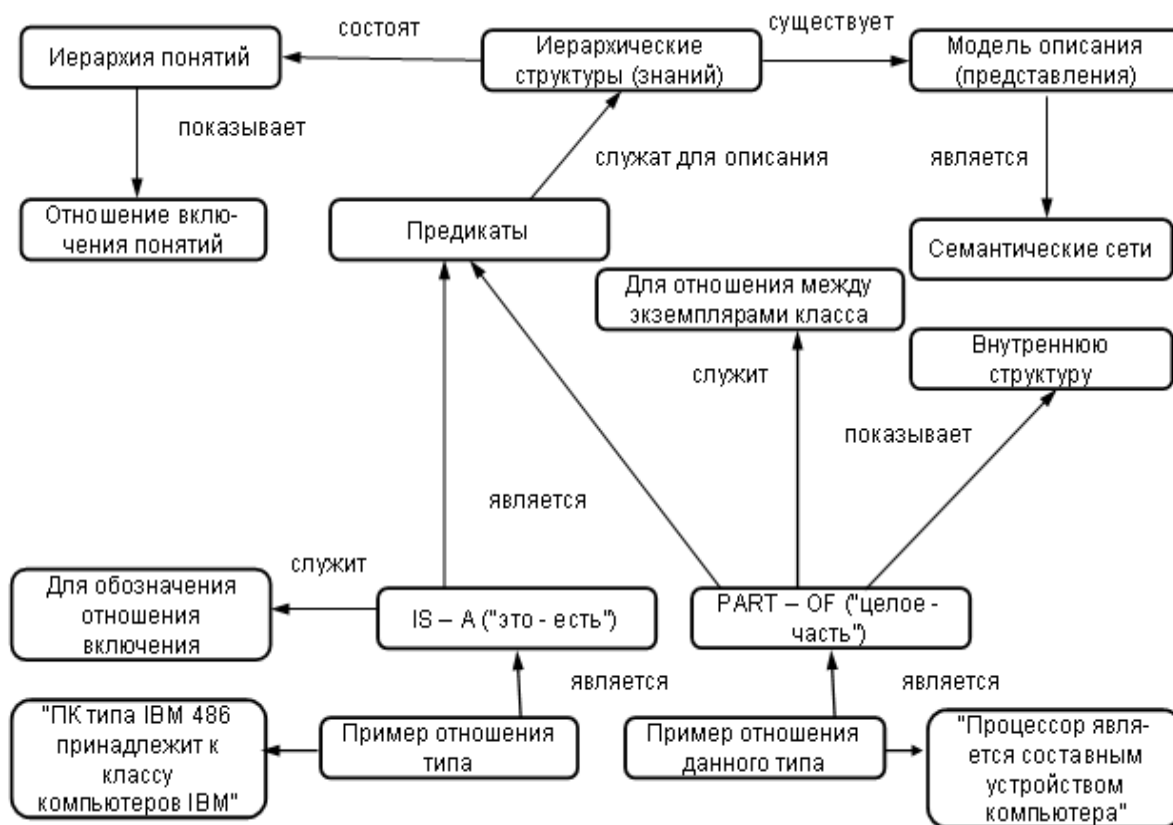 состоят
существует
Иерархия понятий
Иерархические
структуры (знаний)
Модель описания
(представления)
показывает
служат для описания
является
Отношение вклю-
чения понятий
Предикаты
Семантические сети
Для отношения между
экземплярами класса
Внутреннюю
структуру
служит
показывает
является
служит
Для обозначения
отношения
включения
IS – A ("это - есть")
PART – OF ("целое -
часть")
является
является
"ПК типа IBM 486
принадлежит к
классу
компьютеров IBM"
Пример отношения
типа
Пример отношения
данного типа
"Процессор явля-
ется составным
устройством
компьютера"